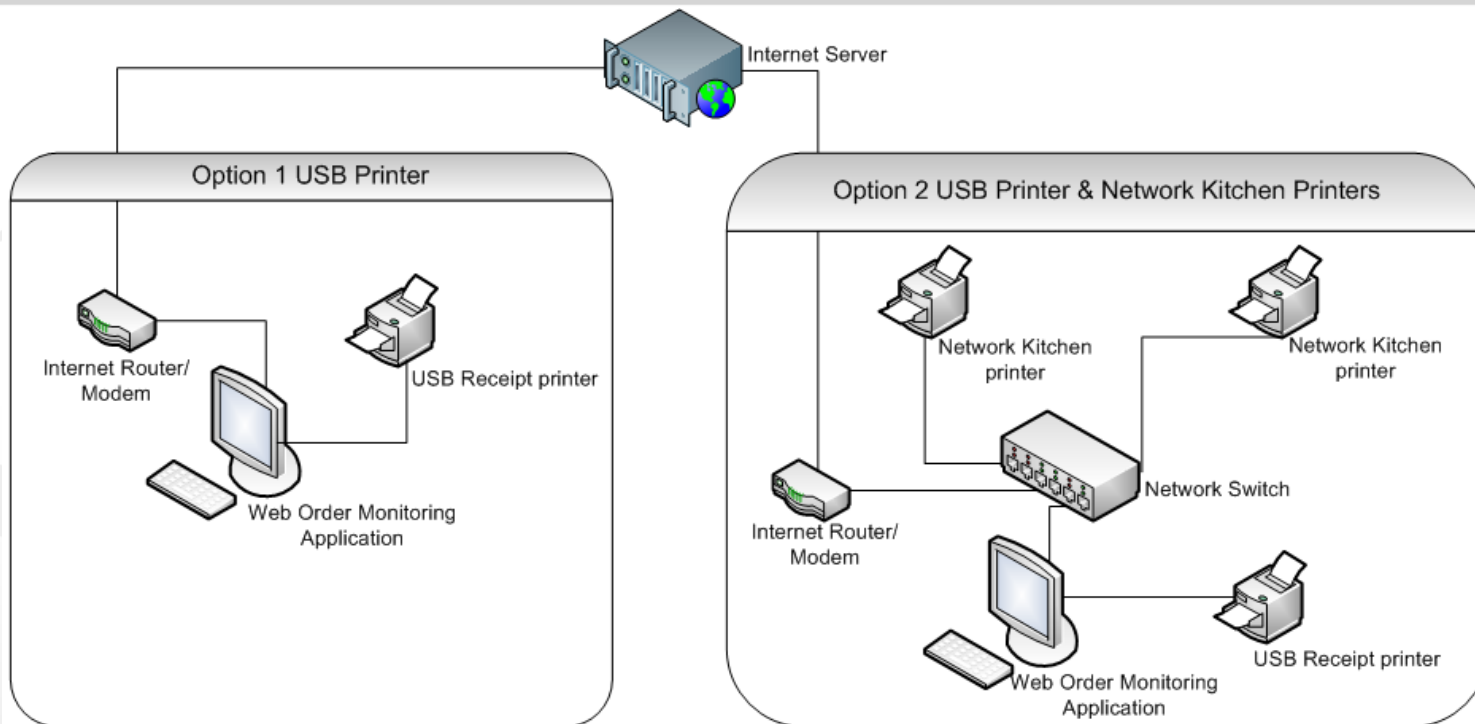 Internet Server
Option 1 USB Printer
Internet Router/
Modem
USB Receipt printer
Web Order Monitoring
Application
Option 2 USB Printer & Network Kitchen Printers
Network Kitchen
printer
Network Kitchen
printer
Network Switch
Internet Router/
Modem
USB Receipt printer
Web Order Monitoring
Application